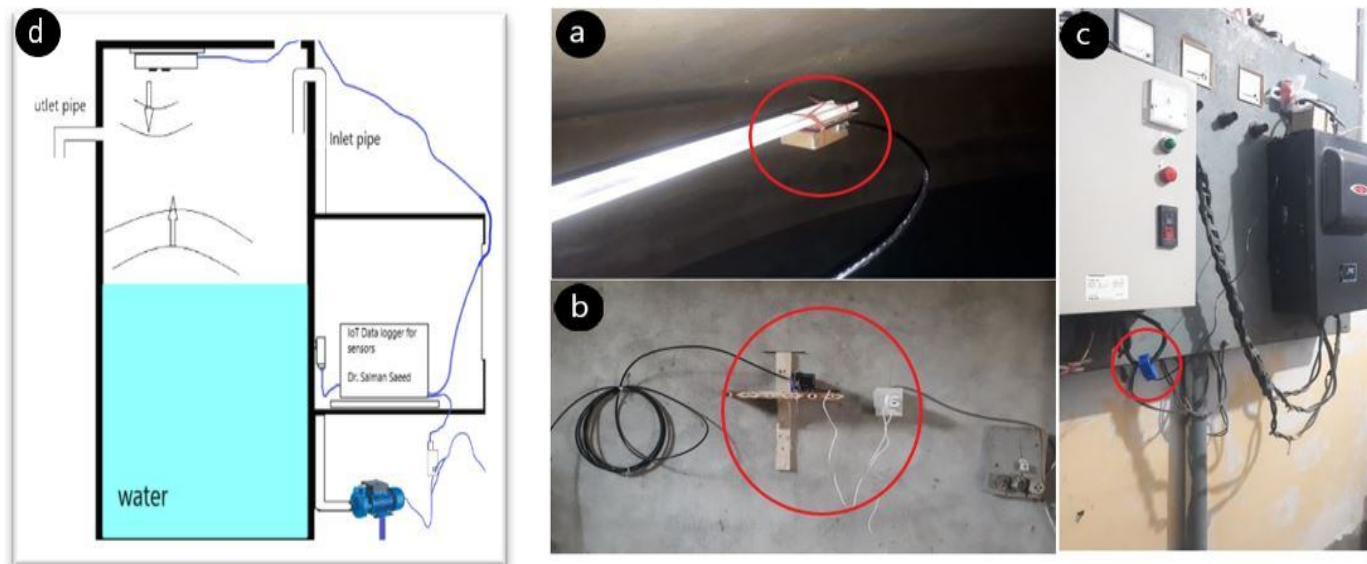 d
utlet pipe
Inlet pipe
IoT Data logger for
sensors
Dr. Salman Saeed
water
a
b
c